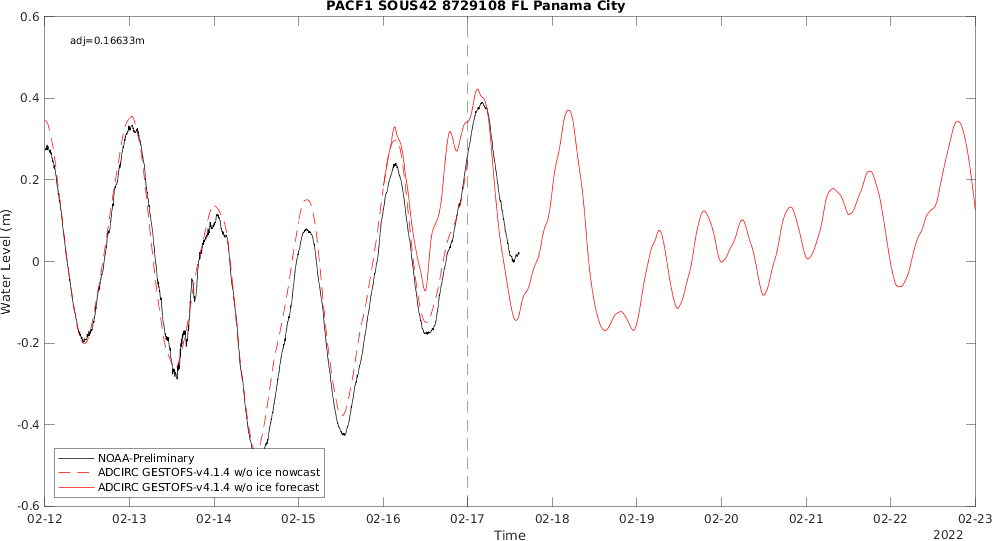 PACF1 SOUS42 8729108 FL Panama City
adj=0.16633m
0.6
0.4
0.2
0
-0.2
-0.4
-0.6
Water Level (m)
NOAA-Preliminary
ADCIRC GESTOFS-v4.1.4 w/o ice nowcast
ADCIRC GESTOFS-v4.1.4 w/o ice forecast
02-12 02-13 02-14 02-15 02-16 02-17 02-18 02-19 02-20 02-21 02-22 02-23
Time
2022